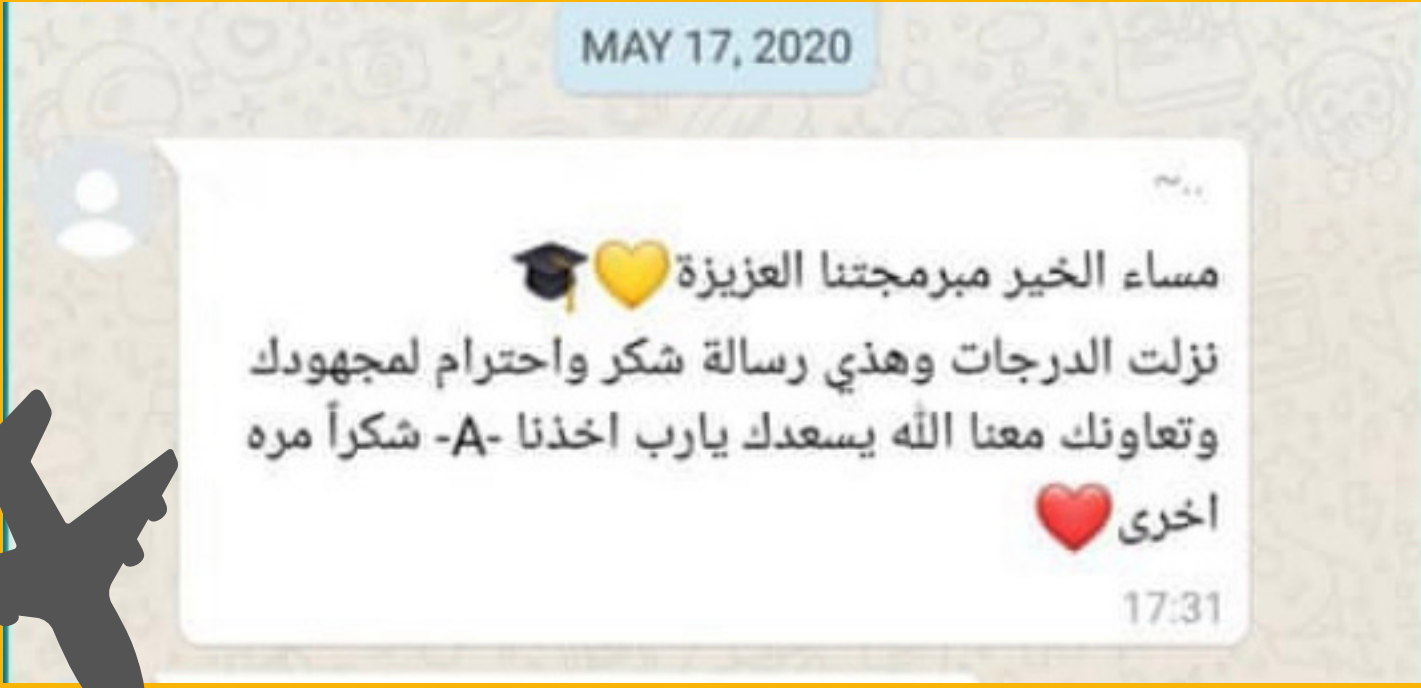 MAY 17, 2020
~..
مساء الخير مبرمجتنا العزيزة💛🎓
نزلت الدرجات وهذي رسالة شكر واحترام لمجهودك
وتعاونك معنا الله يسعدك يارب اخذنا -A- شكراً مره
اخرى❤️
17:31